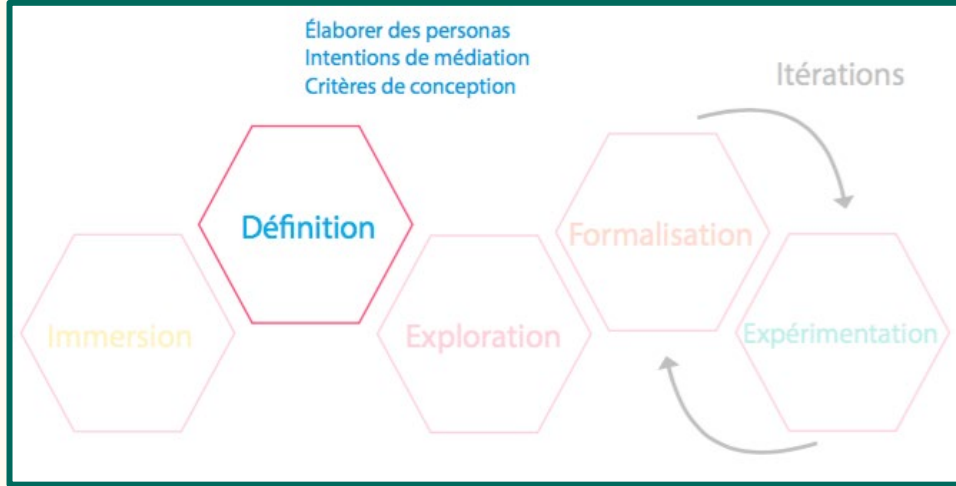 Élaborer des personas
Intentions de médiation
Critères de conception
Itérations
Définition
Formalisation
Immersion
Exploration
Expérimentation